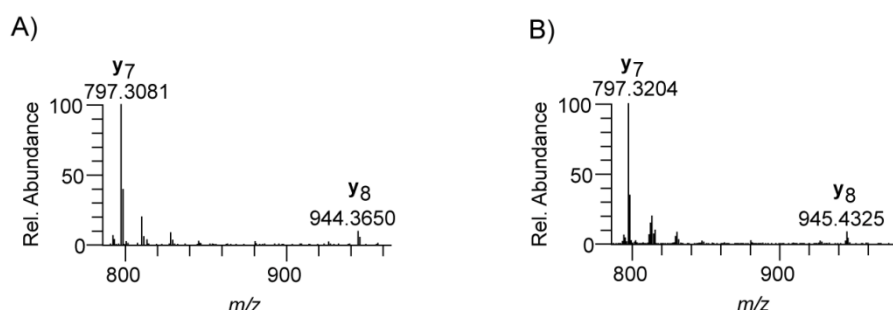 A)
y7
797.3081
100
50
0
Rel. Abundance
y8
944.3650
800
900
m/z
B)
y7
797.3204
100
50
0
Rel. Abundance
y8
945.4325
800
900
m/z